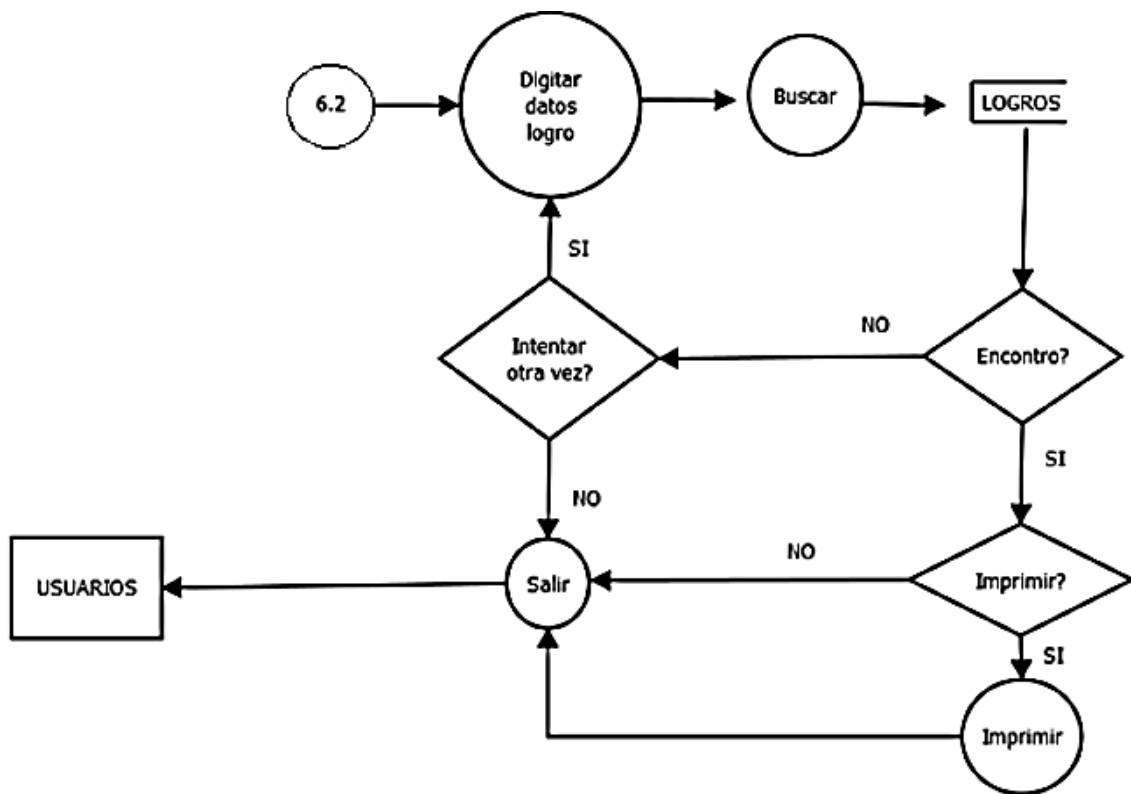 6.2
Digitar
datos
logro
Buscar
LOGROS
SI
Intentar
otra vez?
NO
Encontro?
SI
NO
USUARIOS
Salir
NO
Imprimir?
SI
Imprimir